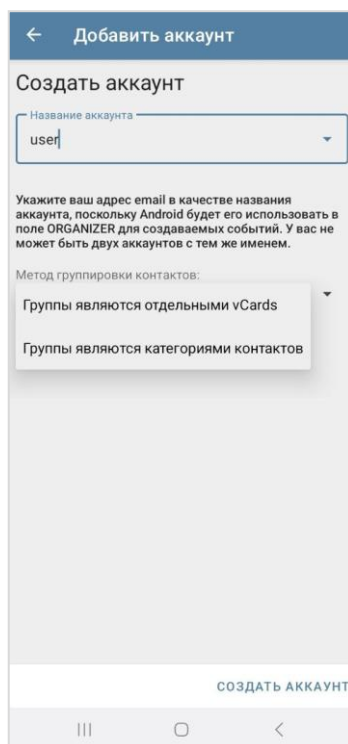 Добавить аккаунт
Создать аккаунт
Название аккаунта
user
Укажите ваш адрес email в качестве названия
аккаунта, поскольку Android будет его использовать в
поле ORGANIZER для создаваемых событий. У вас не
может быть двух аккаунтов с тем же именем.
Метод группировки контактов:
Группы являются отдельными vCards
Группы являются категориями контактов
СОЗДАТЬ АККАУНТ